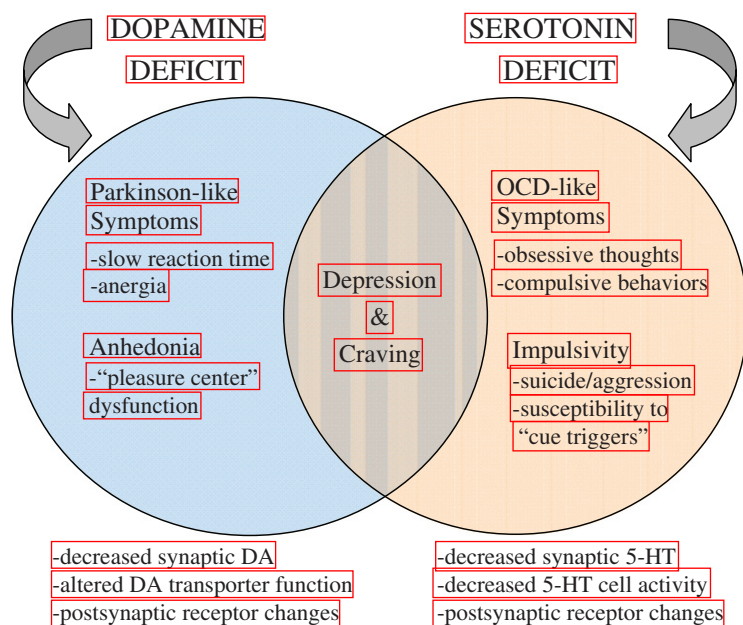 DOPAMINE
DEFICIT
SEROTONIN
DEFICIT
Parkinson-like
Symptoms
-slow reaction time
-anergia
Anhedonia
-“pleasure center”
dysfunction
Depression
&
Craving
OCD-like
Symptoms
-obsessive thoughts
-compulsive behaviors
Impulsivity
-suicide/aggression
-susceptibility to
“cue triggers”
-decreased synaptic DA
-altered DA transporter function
-postsynaptic receptor changes
-decreased synaptic 5-HT
-decreased 5-HT cell activity
-postsynaptic receptor changes